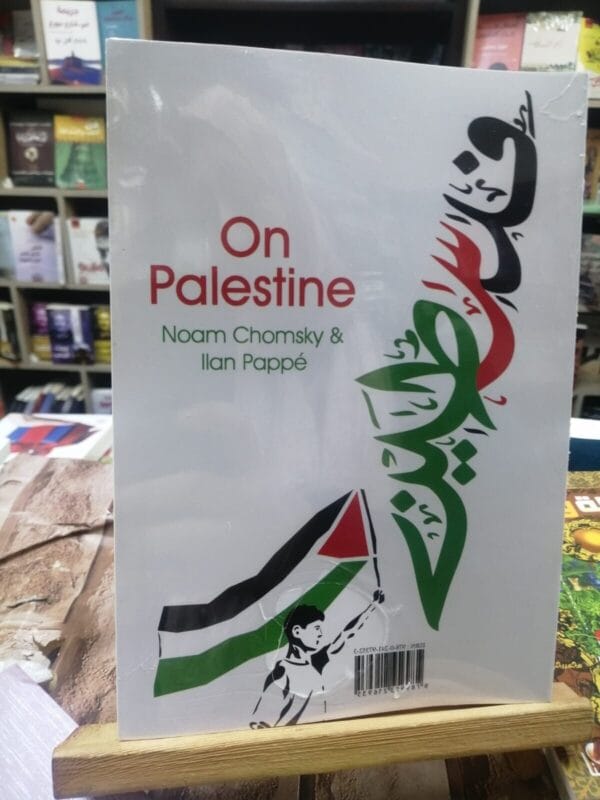 On
Palestine
Noam Chomsky &
Ilan Pappé
فلسطين